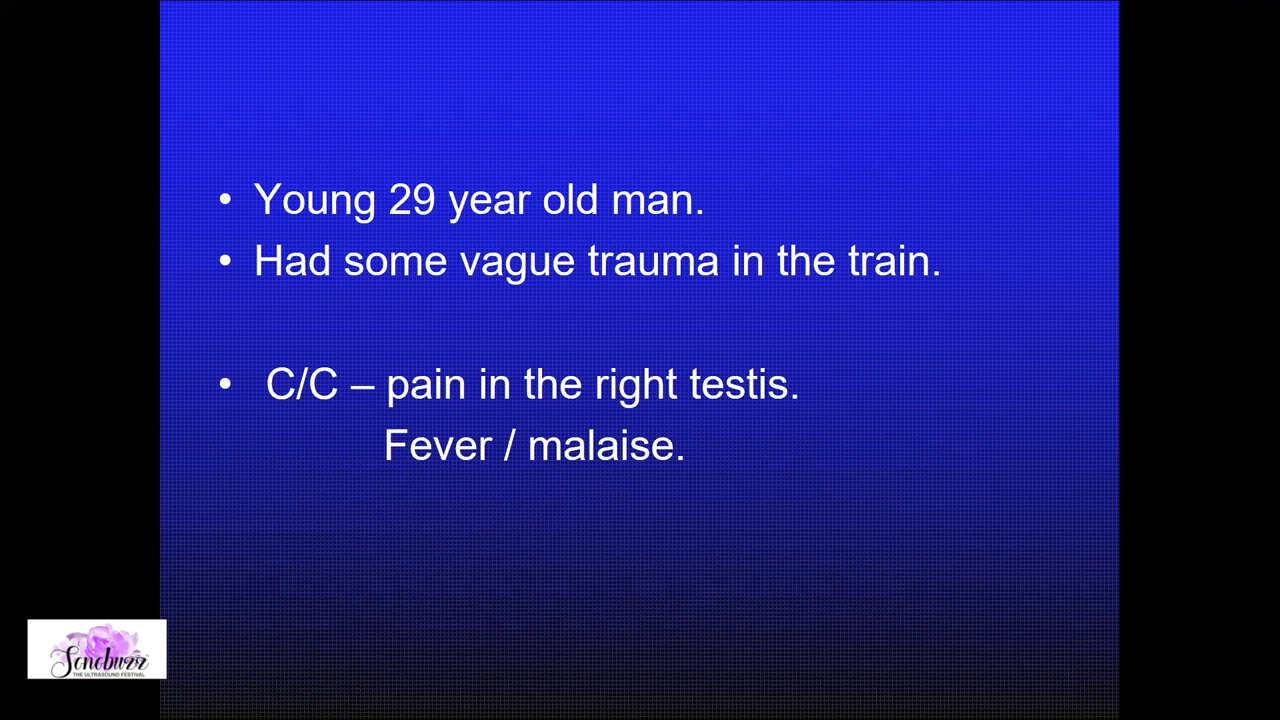 • Young 29 year old man.
• Had some vague trauma in the train.
• C/C – pain in the right testis.
Fever / malaise.
Sonobuzz
THE ULTRASOUND FESTIVAL